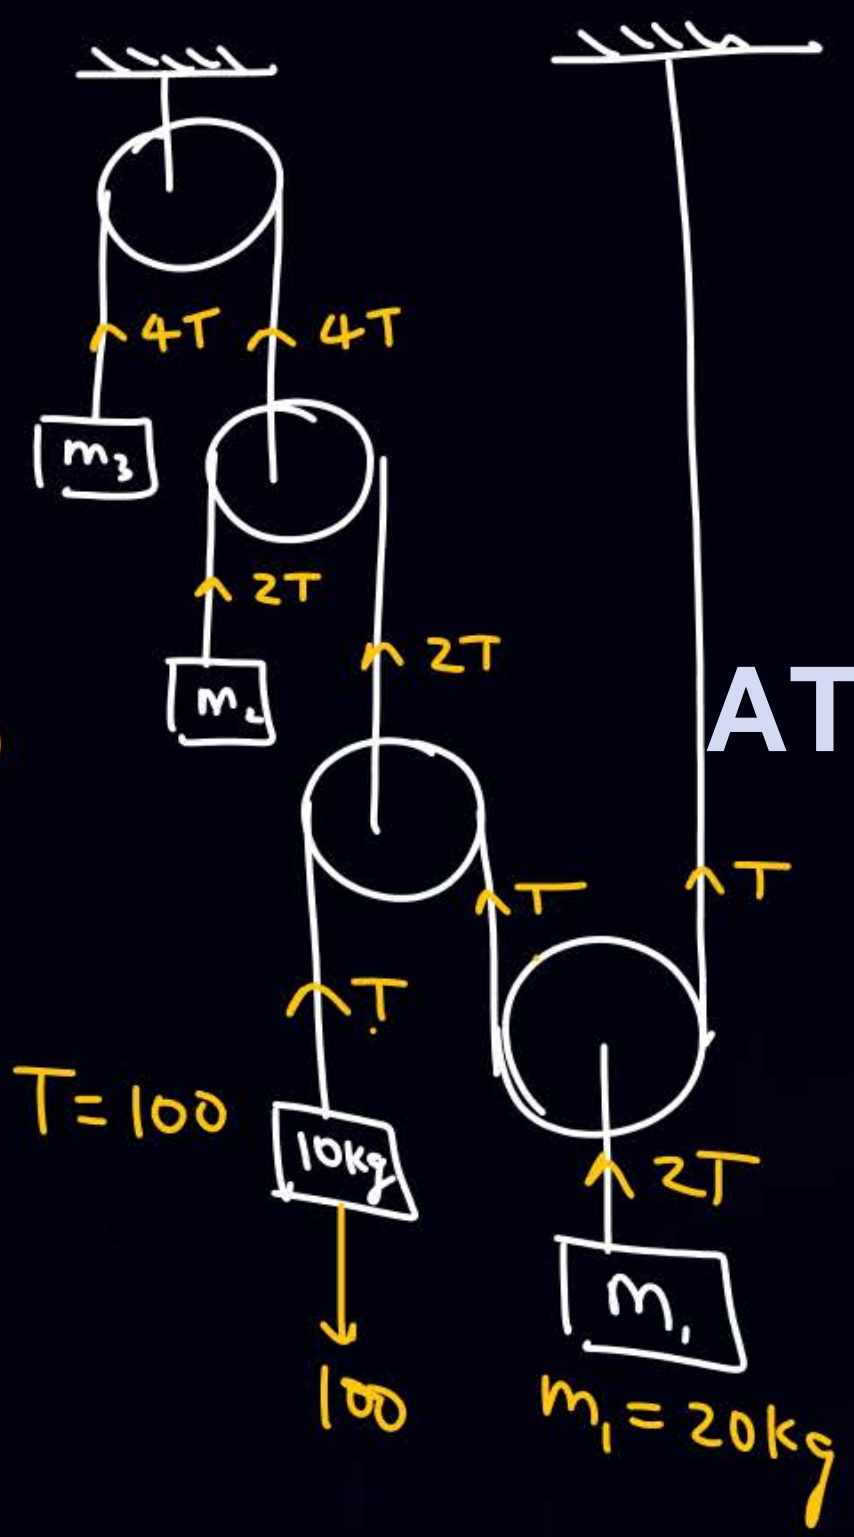 4T 4T
m₃
2T
2T
m₂
AT
T T
T
T = 100
10kg
2T
m₁
100
m₁ = 20kg